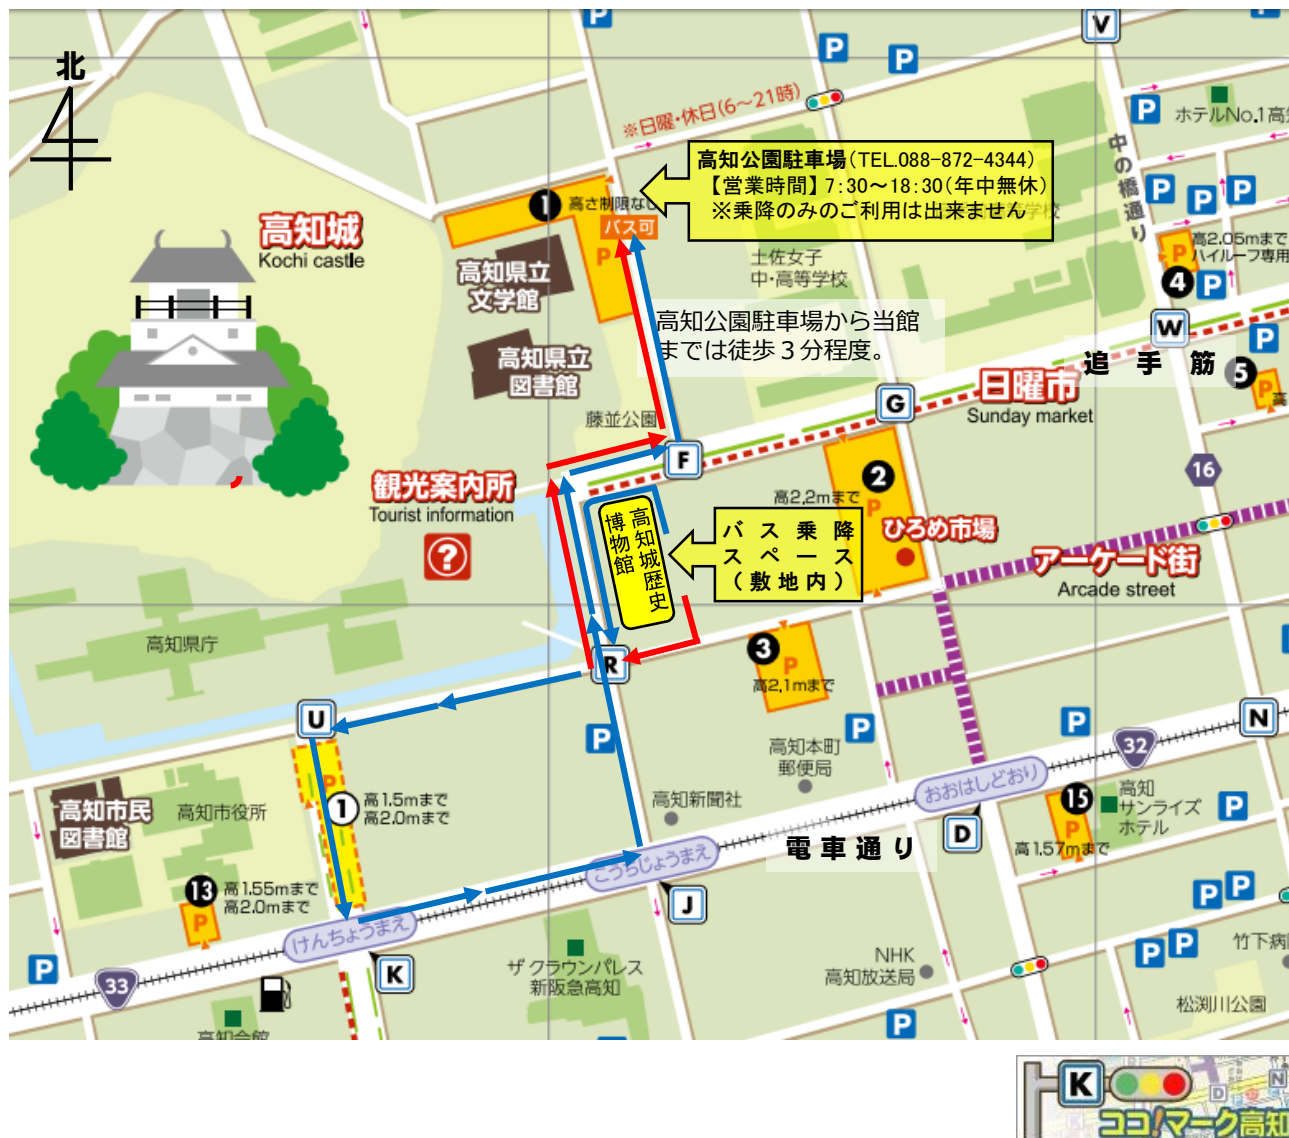 北
P
V
P
P
※日曜・休日(6～21時)
P
ホテルNo.1高
中の橋通り
高知公園駐車場(TEL.088-872-4344)
【営業時間】7:30～18:30(年中無休)
※乗降のみのご利用は出来ません
学校
P
P
P
1
高さ制限なし
バス可
P
高知城
Kochi castle
高知県立
文学館
土佐女子
中・高等学校
高2.05mまで
ハイルーフ専用
P
4
P
高知公園駐車場から当館
までは徒歩３分程度。
W
P
高知県立
図書館
追手筋
5
P
高
日曜市
Sunday market
G
藤並公園
F
16
観光案内所
Tourist information
?
2
高2.2mまで
P
ひろめ市場
高知城歴史
博物館
バス乗降
スペース
(敷地内)
アーケード街
Arcade street
高知県庁
R
3
P
高2.1mまで
U
P
P
P
N
32
高知本町
郵便局
おおはしどおり
P
1
高1.5mまで
高2.0mまで
高知新聞社
高知市民
図書館
高知市役所
15
P
高1.57mまで
高知
サンライズ
ホテル
P
D
電車通り
こうちじょうまえ
J
13
高1.55mまで
高2.0mまで
P
P
P
けんちょうまえ
K
P
33
ザ クラウンパレス
新阪急高知
NHK
高知放送局
P
P
竹下病
松渕川公園
P
高知会館
K
D
N
ココ!マーク高知